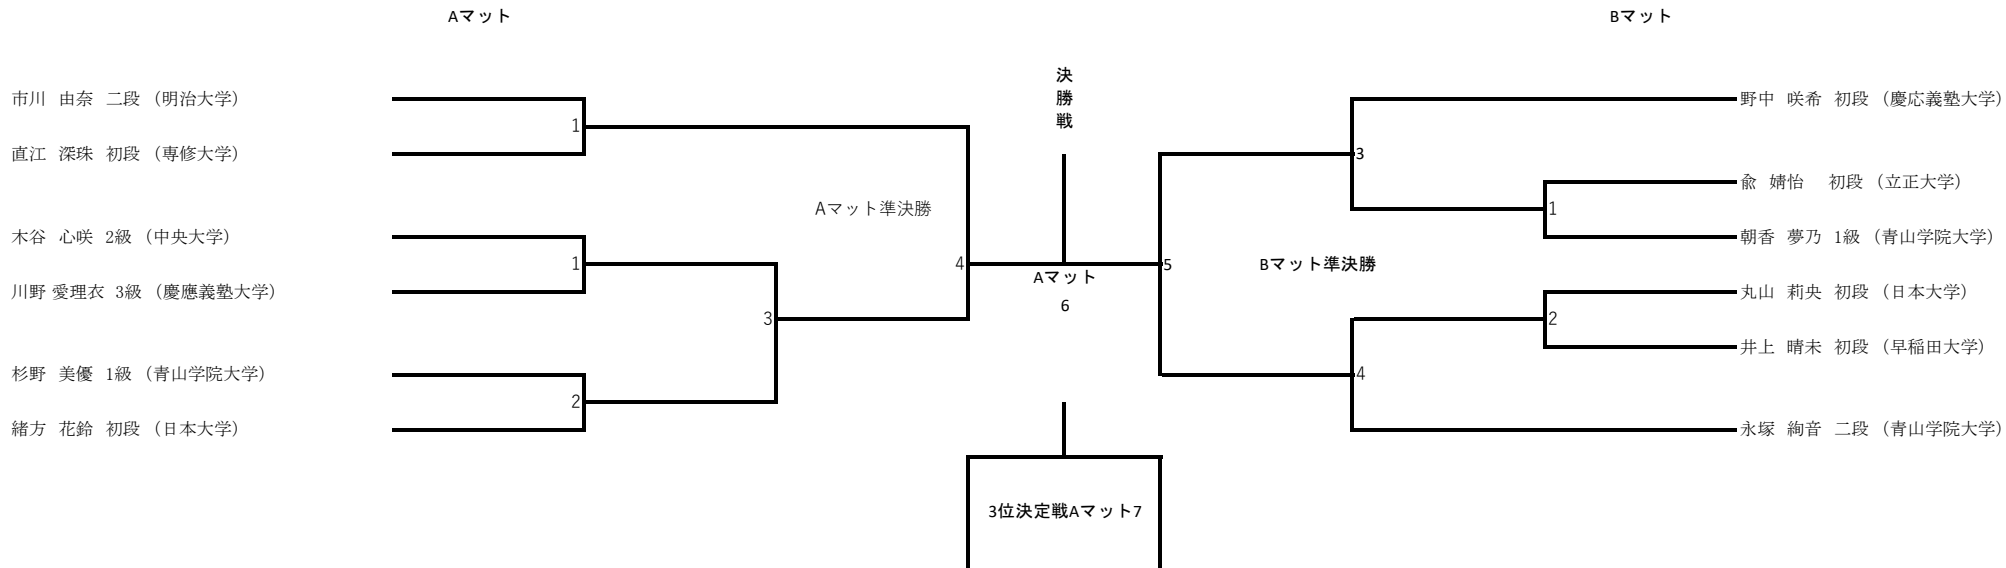 Aマット
Bマット
決勝戦
市川 由奈 二段 (明治大学)
1
直江 深珠 初段 (専修大学)
Aマット準決勝
木谷 心咲 2級 (中央大学)
1
川野 愛理衣 3級 (慶應義塾大学)
3
4
杉野 美優 1級 (青山学院大学)
2
緒方 花鈴 初段 (日本大学)
Aマット
6
野中 咲希 初段 (慶応義塾大学)
3
兪 婧怡 初段 (立正大学)
1
朝香 夢乃 1級 (青山学院大学)
5
Bマット準決勝
丸山 莉央 初段 (日本大学)
2
井上 晴未 初段 (早稲田大学)
4
永塚 絢音 二段 (青山学院大学)
3位決定戦Aマット7